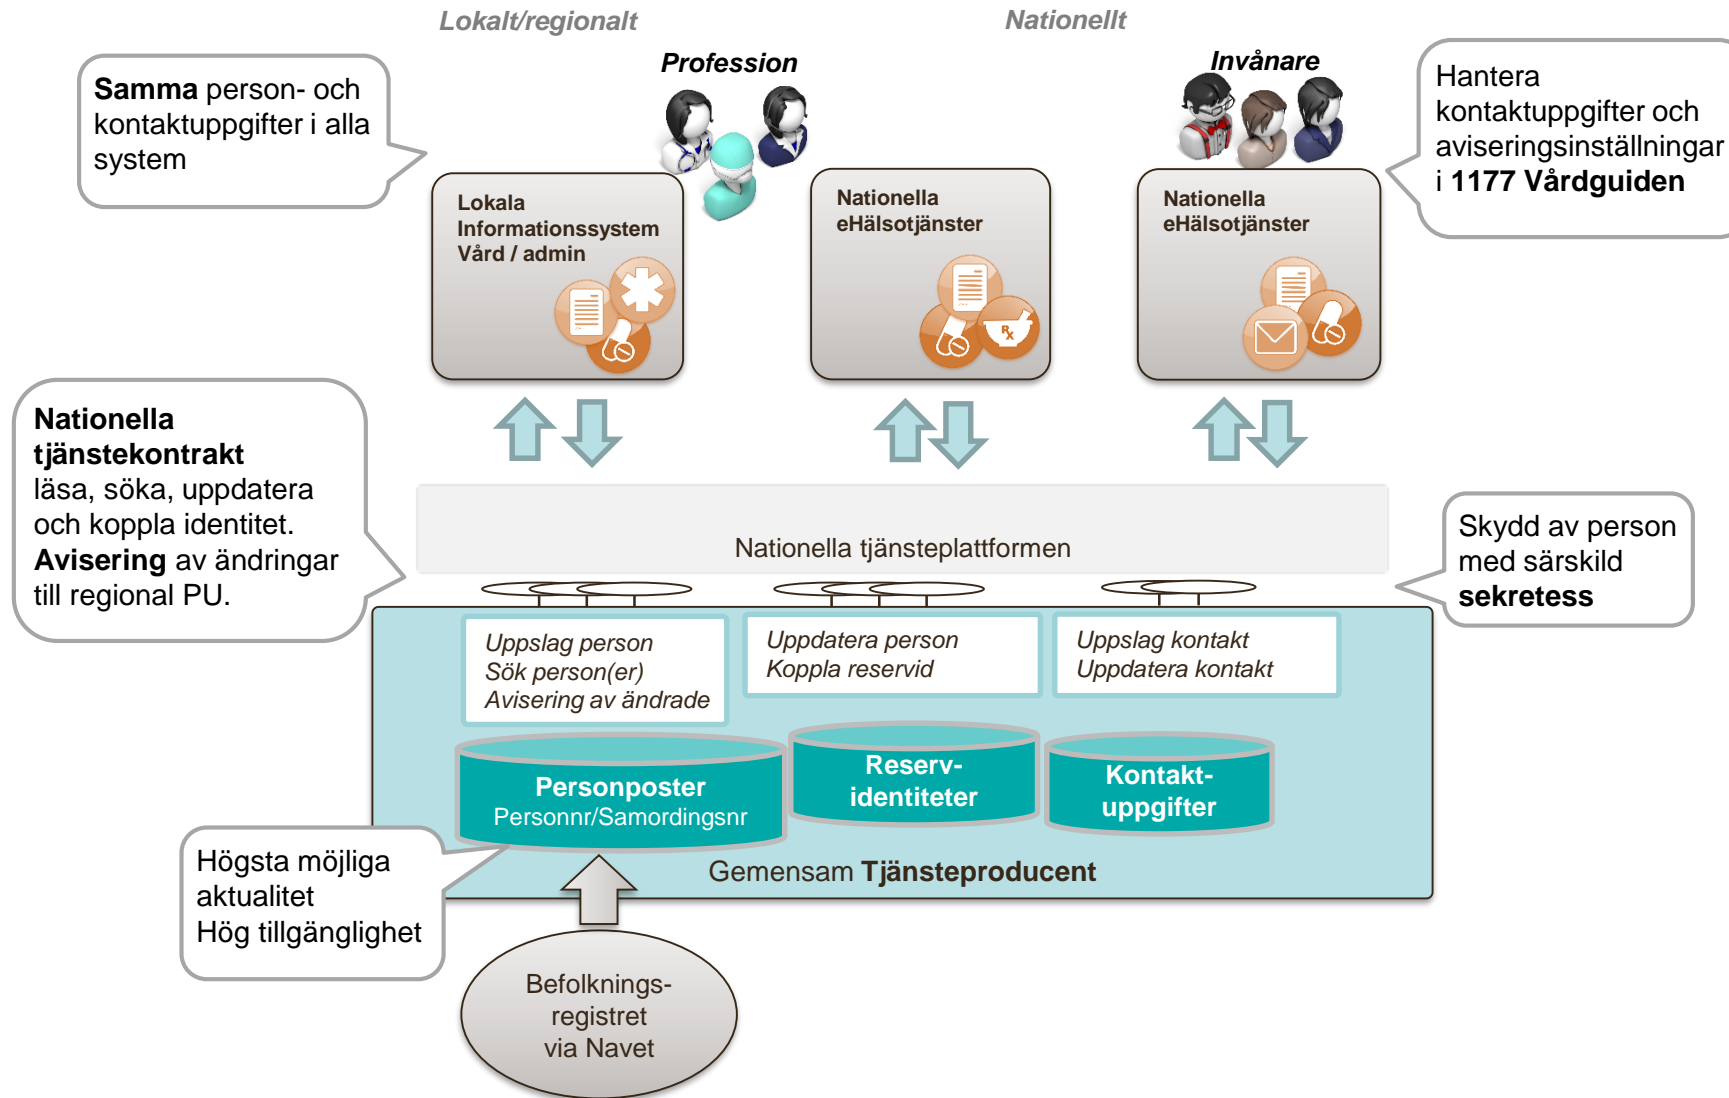 Lokalt/regionalt
Nationellt
Profession
Invånare
Samma person- och
kontaktuppgifter i alla
system
Hantera
kontaktuppgifter och
aviseringsinställningar
i 1177 Vårdguiden
Lokala
Informationssystem
Vård / admin
Nationella
eHälsotjänster
Rx
Nationella
eHälsotjänster
Nationella
tjänstekontrakt
läsa, söka, uppdatera
och koppla identitet.
Avisering av ändringar
till regional PU.
Nationella tjänsteplattformen
Skydd av person
med särskild
sekretess
Uppslag person
Sök person(er)
Avisering av ändrade
Uppdatera person
Koppla reservid
Uppslag kontakt
Uppdatera kontakt
Personposter
Personnr/Samordingsnr
Reserv-
identiteter
Kontakt-
uppgifter
Högsta möjliga
aktualitet
Hög tillgänglighet
Gemensam Tjänsteproducent
Befolknings-
registret
via Navet